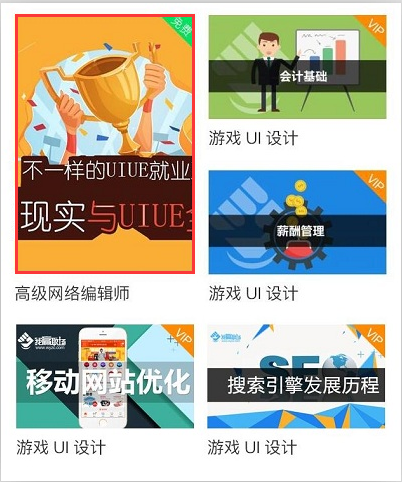 免费
不一样的UIUE就业
现实与UIUE
高级网络编辑师
VIP
会计基础
游戏 UI 设计
VIP
薪酬管理
游戏 UI 设计
VIP
移动网站优化
游戏 UI 设计
VIP
SEO
搜索引擎发展历程
游戏 UI 设计